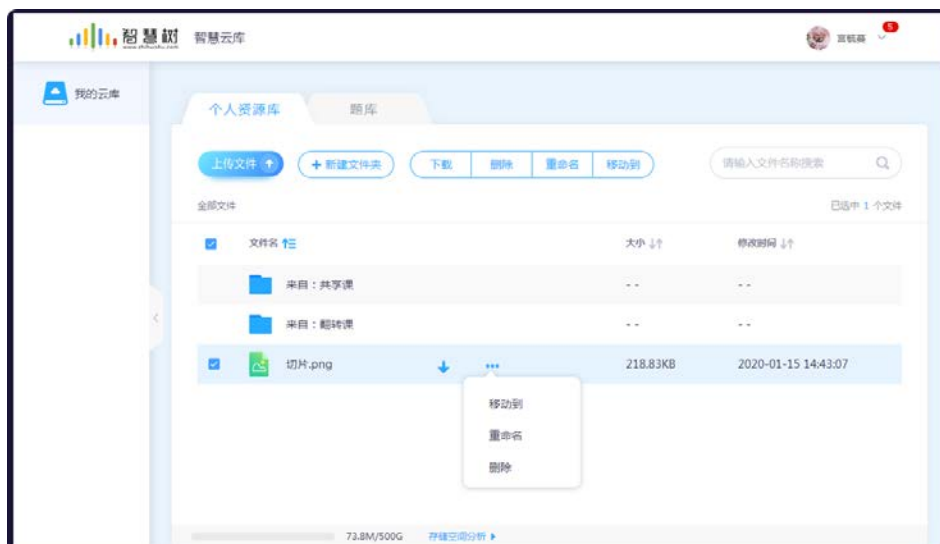 智慧树
www.zhihuishu.com
智慧云库
5
我的云库
个人资源库
题库
上传文件
+ 新建文件夹
下载
删除
重命名
移动到
请输入文件名称搜索
全部文件
已选中 1 个文件
文件名
大小
修改时间
来自：共享课
- -
- -
来自：翻转课
- -
- -
切片.png
218.83KB
2020-01-15 14:43:07
移动到
重命名
删除
73.8M/500G
存储空间分析